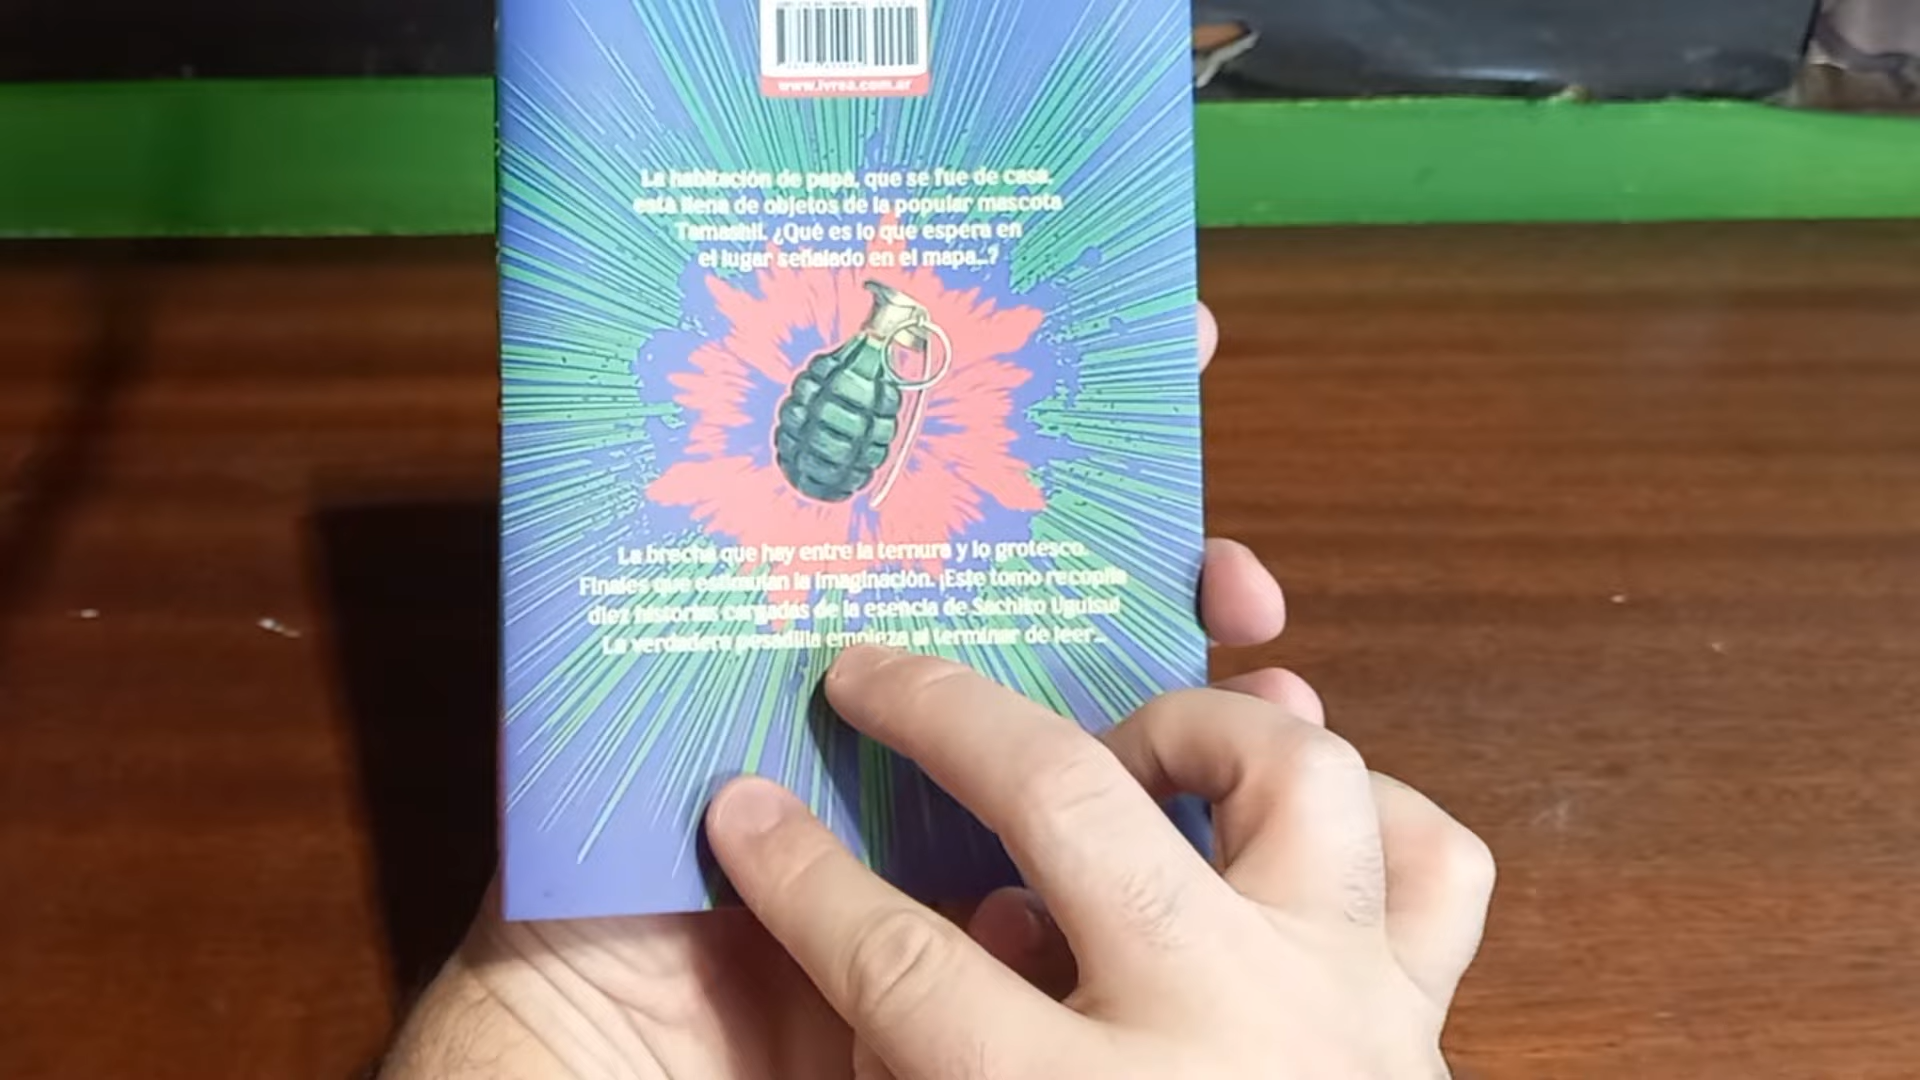 www.ivrea.com.ar
La habitación de papá, que se fue de casa,
está llena de objetos de la popular mascota
Tamashii. ¿Qué es lo que espera en
el lugar señalado en el mapa...?
La brecha que hay entre la ternura y lo grotesco.
Finales que estimulan la imaginación. ¡Este tomo recopila
diez historias cargadas de la esencia de Sachiko Uguisu!
La verdadera pesadilla empieza al terminar de leer...